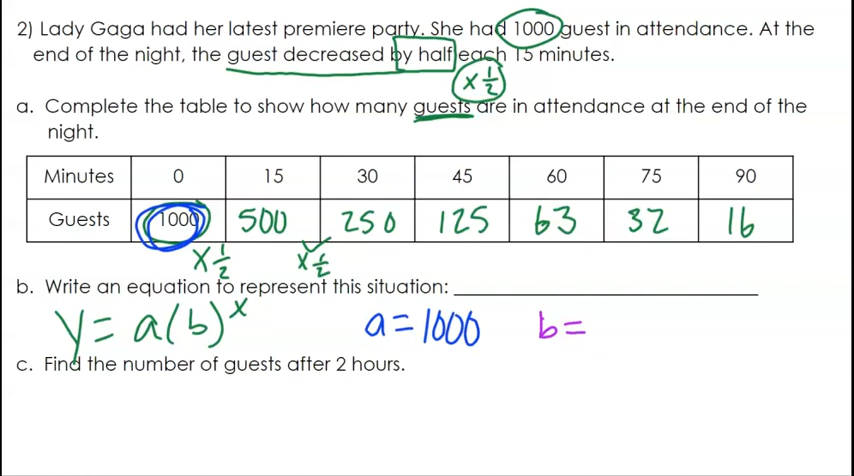 2) Lady Gaga had her latest premiere party. She had 1000 guest in attendance. At the
end of the night, the guest decreased by half each 15 minutes.
x 1/2
a. Complete the table to show how many guests are in attendance at the end of the
night.
Minutes 0 15 30 45 60 75 90
Guests 1000 500 250 125 63 32 16
x 1/2 x 1/2
b. Write an equation to represent this situation:
y = a(b)^x a = 1000 b =
c. Find the number of guests after 2 hours.